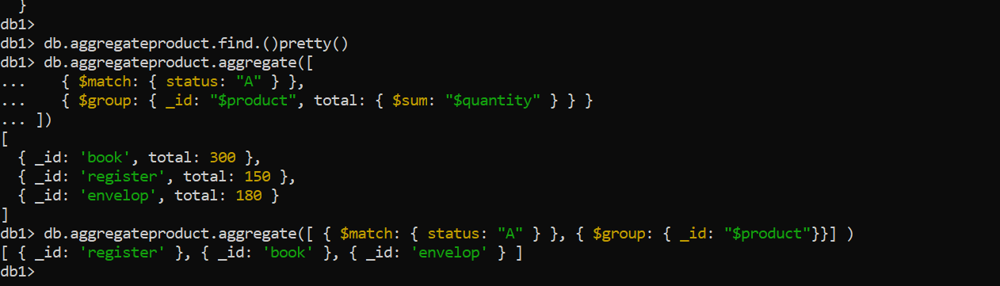 }
db1>
db1> db.aggregateproduct.find.()pretty()
db1> db.aggregateproduct.aggregate([
...    { $match: { status: "A" } },
...    { $group: { _id: "$product", total: { $sum: "$quantity" } } }
... ])
[
  { _id: 'book', total: 300 },
  { _id: 'register', total: 150 },
  { _id: 'envelop', total: 180 }
]
db1> db.aggregateproduct.aggregate([ { $match: { status: "A" } }, { $group: { _id: "$product"}}] )
[ { _id: 'register' }, { _id: 'book' }, { _id: 'envelop' } ]
db1>